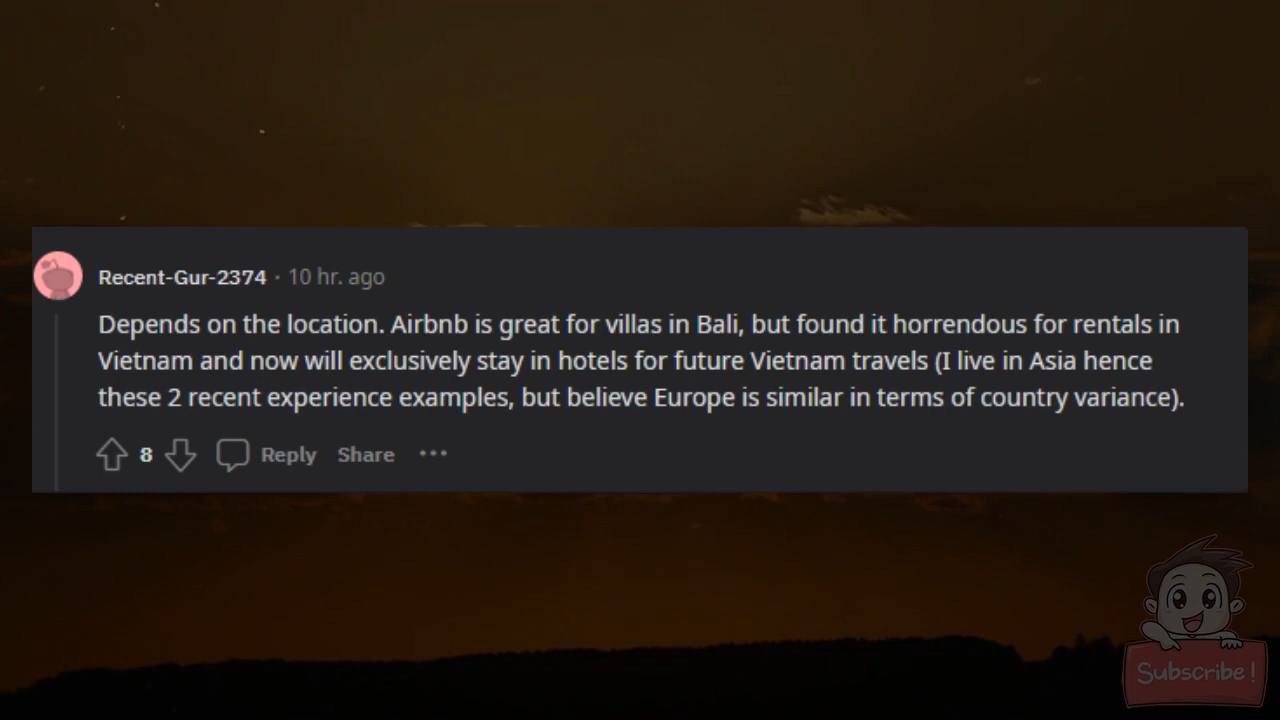 Recent-Gur-2374 · 10 hr. ago
Depends on the location. Airbnb is great for villas in Bali, but found it horrendous for rentals in
Vietnam and now will exclusively stay in hotels for future Vietnam travels (I live in Asia hence
these 2 recent experience examples, but believe Europe is similar in terms of country variance).
8 Reply Share ···
Subscribe!